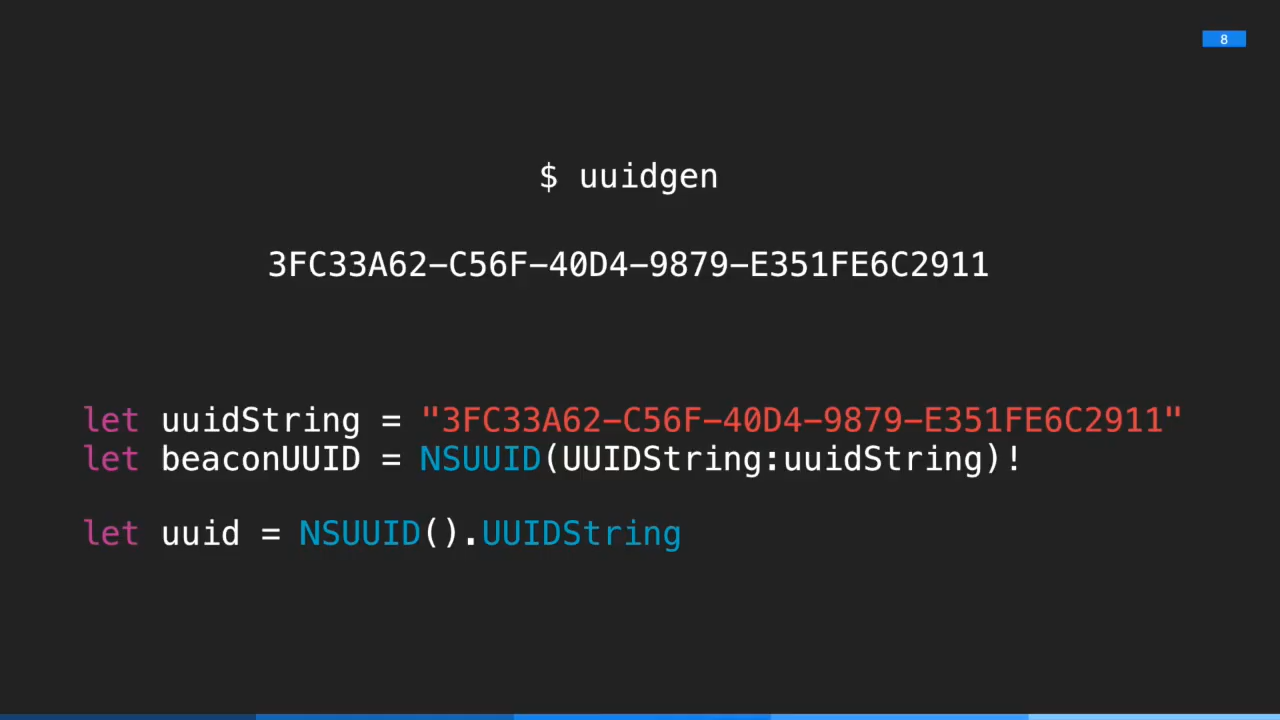 8
$ uuidgen
3FC33A62-C56F-40D4-9879-E351FE6C2911
let uuidString = "3FC33A62-C56F-40D4-9879-E351FE6C2911"
let beaconUUID = NSUUID(UUIDString:uuidString)!
let uuid = NSUUID().UUIDString